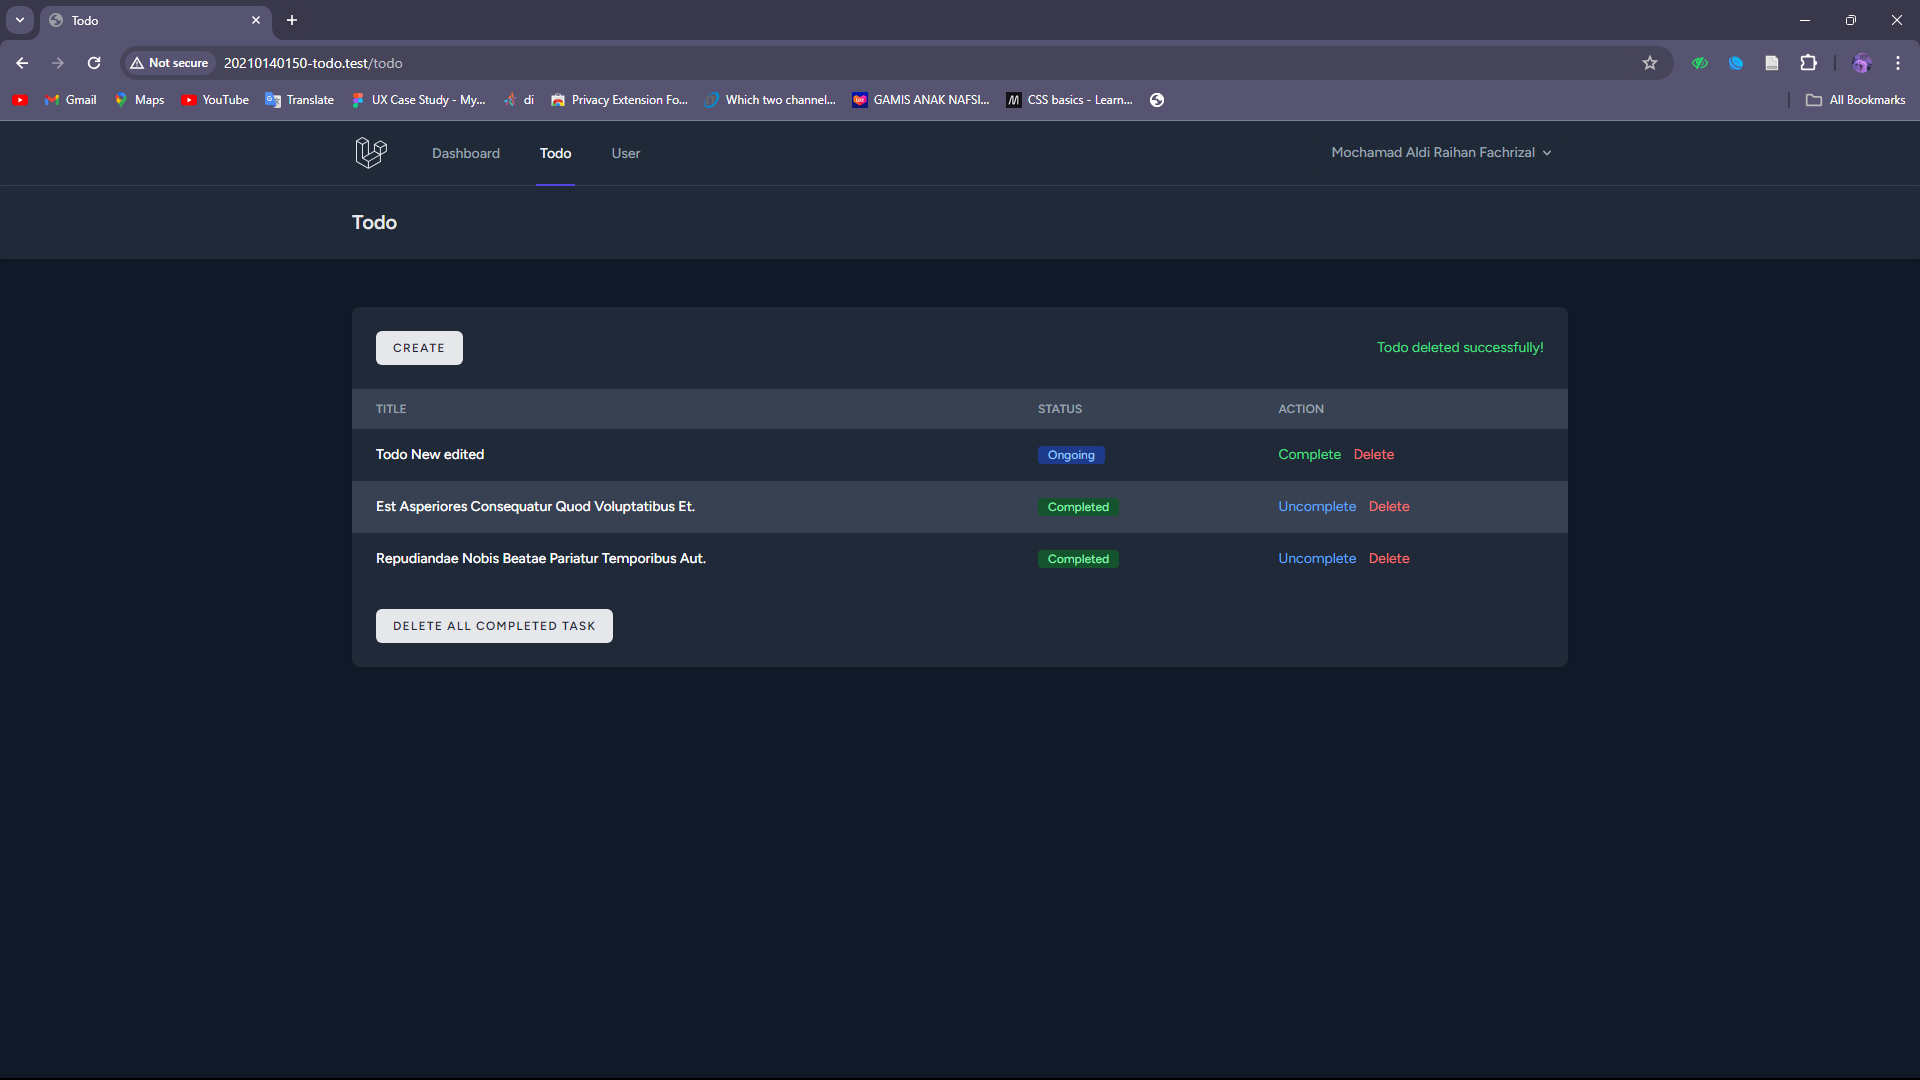 Todo
Not secure 20210140150-todo.test/todo
Gmail Maps YouTube Translate UX Case Study - My... di Privacy Extension Fo... Which two channel... GAMIS ANAK NAFSI... CSS basics - Learn... All Bookmarks
Dashboard Todo User Mochamad Aldi Raihan Fachrizal
Todo
CREATE Todo deleted successfully!
TITLE STATUS ACTION
Todo New edited Ongoing Complete Delete
Est Asperiores Consequatur Quod Voluptatibus Et. Completed Uncomplete Delete
Repudiandae Nobis Beatae Pariatur Temporibus Aut. Completed Uncomplete Delete
DELETE ALL COMPLETED TASK